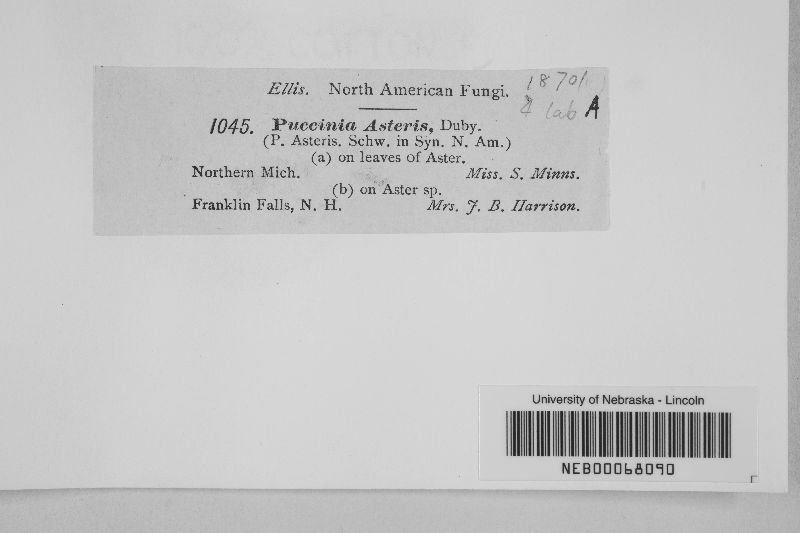 Ellis. North American Fungi.
18701
& lab A
1045. Puccinia Asteris, Duby.
(P. Asteris. Schw. in Syn. N. Am.)
(a) on leaves of Aster.
Northern Mich. Miss. S. Minns.
(b) on Aster sp.
Franklin Falls, N. H. Mrs. J. B. Harrison.
University of Nebraska - Lincoln
NEB00068090